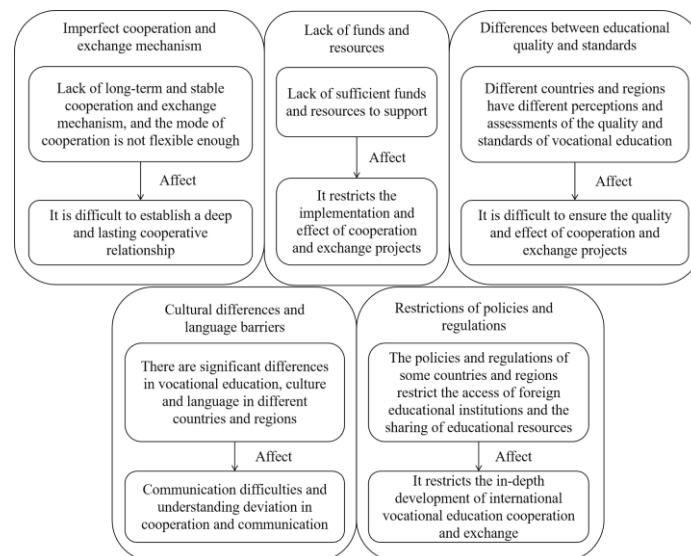 Imperfect cooperation and
exchange mechanism
Lack of long-term and stable
cooperation and exchange
mechanism, and the mode of
cooperation is not flexible enough
Affect
It is difficult to establish a deep
and lasting cooperative
relationship
Lack of funds and
resources
Lack of sufficient funds
and resources to support
Affect
It restricts the
implementation and
effect of cooperation
and exchange projects
Differences between educational
quality and standards
Different countries and regions
have different perceptions and
assessments of the quality and
standards of vocational education
Affect
It is difficult to ensure the quality
and effect of cooperation and
exchange projects
Cultural differences and
language barriers
There are significant differences
in vocational education, culture
and language in different
countries and regions
Affect
Communication difficulties and
understanding deviation in
cooperation and communication
Restrictions of policies and
regulations
The policies and regulations of
some countries and regions
restrict the access of foreign
educational institutions and the
sharing of educational resources
Affect
It restricts the in-depth
development of international
vocational education cooperation
and exchange